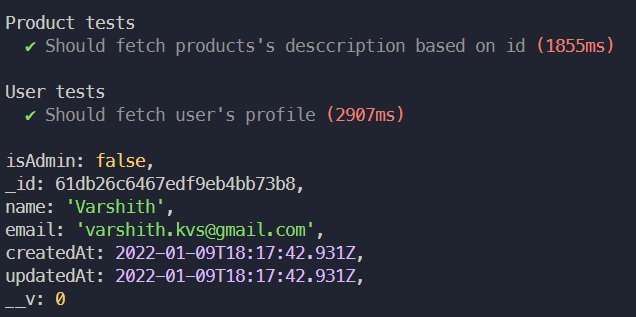 Product tests
✔ Should fetch products's desccription based on id (1855ms)
User tests
✔ Should fetch user's profile (2907ms)
isAdmin: false,
_id: 61db26c6467edf9eb4bb73b8,
name: 'Varshith',
email: 'varshith.kvs@gmail.com',
createdAt: 2022-01-09T18:17:42.931Z,
updatedAt: 2022-01-09T18:17:42.931Z,
__v: 0